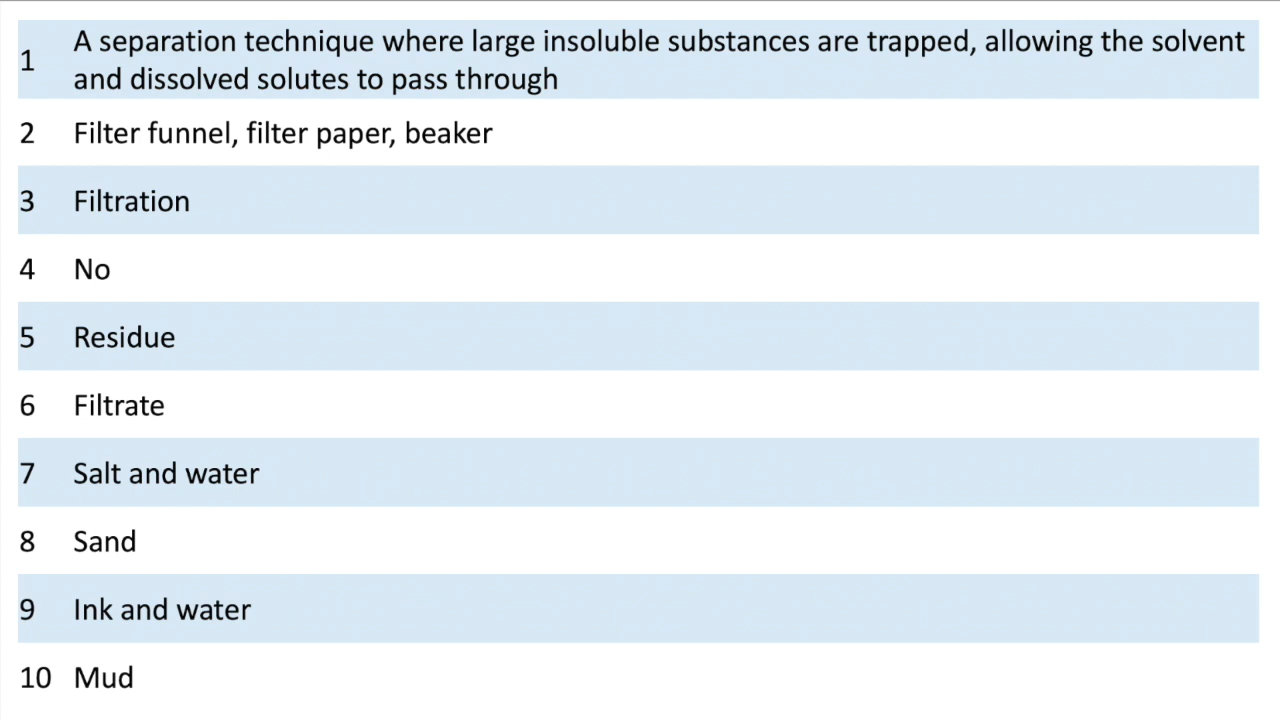 1 A separation technique where large insoluble substances are trapped, allowing the solvent
and dissolved solutes to pass through
2 Filter funnel, filter paper, beaker
3 Filtration
4 No
5 Residue
6 Filtrate
7 Salt and water
8 Sand
9 Ink and water
10 Mud